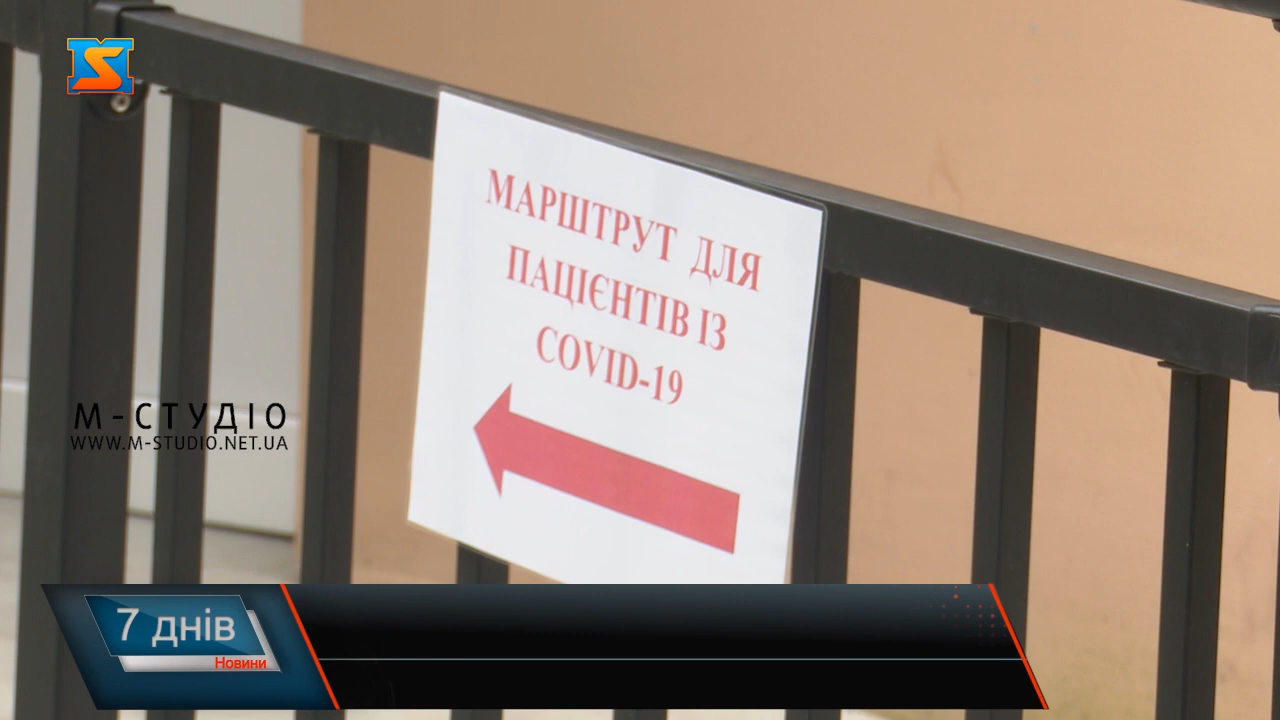 МАРШТРУТ ДЛЯ
ПАЦІЄНТІВ ІЗ
COVID-19
М-СТУДІО
WWW.M-STUDIO.NET.UA
7 днів
Новини